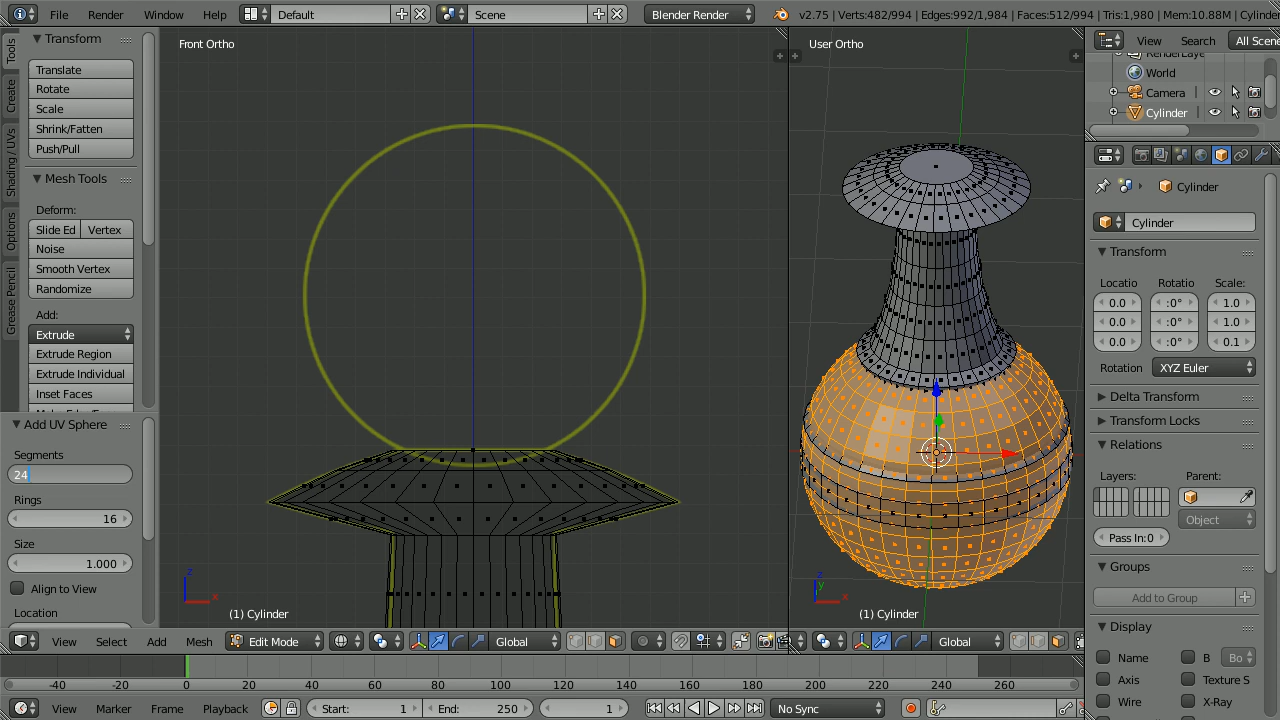 File Render Window Help Default Scene Blender Render v2.75 | Verts:482/994 | Edges:992/1,984 | Faces:512/994 | Tris:1,980 | Mem:10.88M | Cylinde
Tools
Create
Shading / UVs
Options
Grease Pencil
Transform
Translate
Rotate
Scale
Shrink/Fatten
Push/Pull
Mesh Tools
Deform:
Slide Ed Vertex
Noise
Smooth Vertex
Randomize
Add:
Extrude
Extrude Region
Extrude Individual
Inset Faces
Add UV Sphere
Segments
24
Rings
16
Size
1.000
Align to View
Location
Front Ortho
z
x
(1) Cylinder
User Ortho
z
y
x
(1) Cylinder
View Select Add Mesh Edit Mode Global
Global
View Search All Scen
RenderLaye
World
Camera
Cylinder
Cylinder
Cylinder
Transform
Locatio Rotatio Scale:
0.0 :0° 1.0
0.0 :0° 1.0
0.0 :0° 0.1
Rotation XYZ Euler
Delta Transform
Transform Locks
Relations
Layers: Parent:
Object
Pass In:0
Groups
Add to Group
Display
Name B Bo
Axis Texture S
Wire X-Ray
-40 -20 0 20 40 60 80 100 120 140 160 180 200 220 240 260
View Marker Frame Playback Start: 1 End: 250 1 No Sync